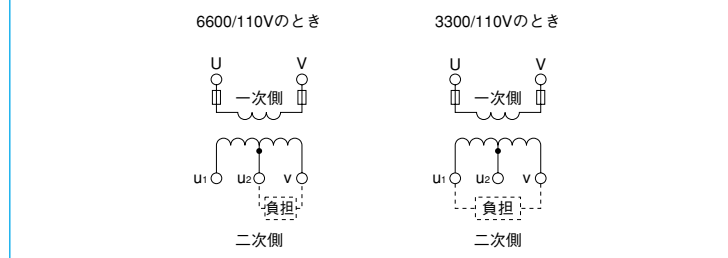 6600/110Vのとき
3300/110Vのとき
U V
一次側
u1 u2 v
負担
二次側
U V
一次側
u1 u2 v
負担
二次側